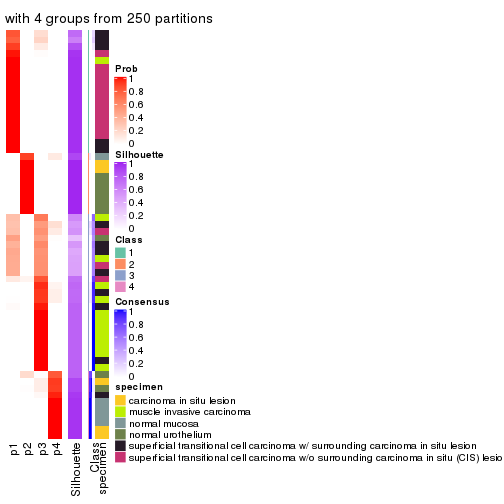 with 4 groups from 250 partitions
Prob
1
0.8
0.6
0.4
0.2
0
Silhouette
1
0.8
0.6
0.4
0.2
0
Class
1
2
3
4
Consensus
1
0.8
0.6
0.4
0.2
0
specimen
carcinoma in situ lesion
muscle invasive carcinoma
normal mucosa
normal urothelium
superficial transitional cell carcinoma w/ surrounding carcinoma in situ lesion
superficial transitional cell carcinoma w/o surrounding carcinoma in situ (CIS) lesio
p1
p2
p3
p4
Silhouette
Class
specimen